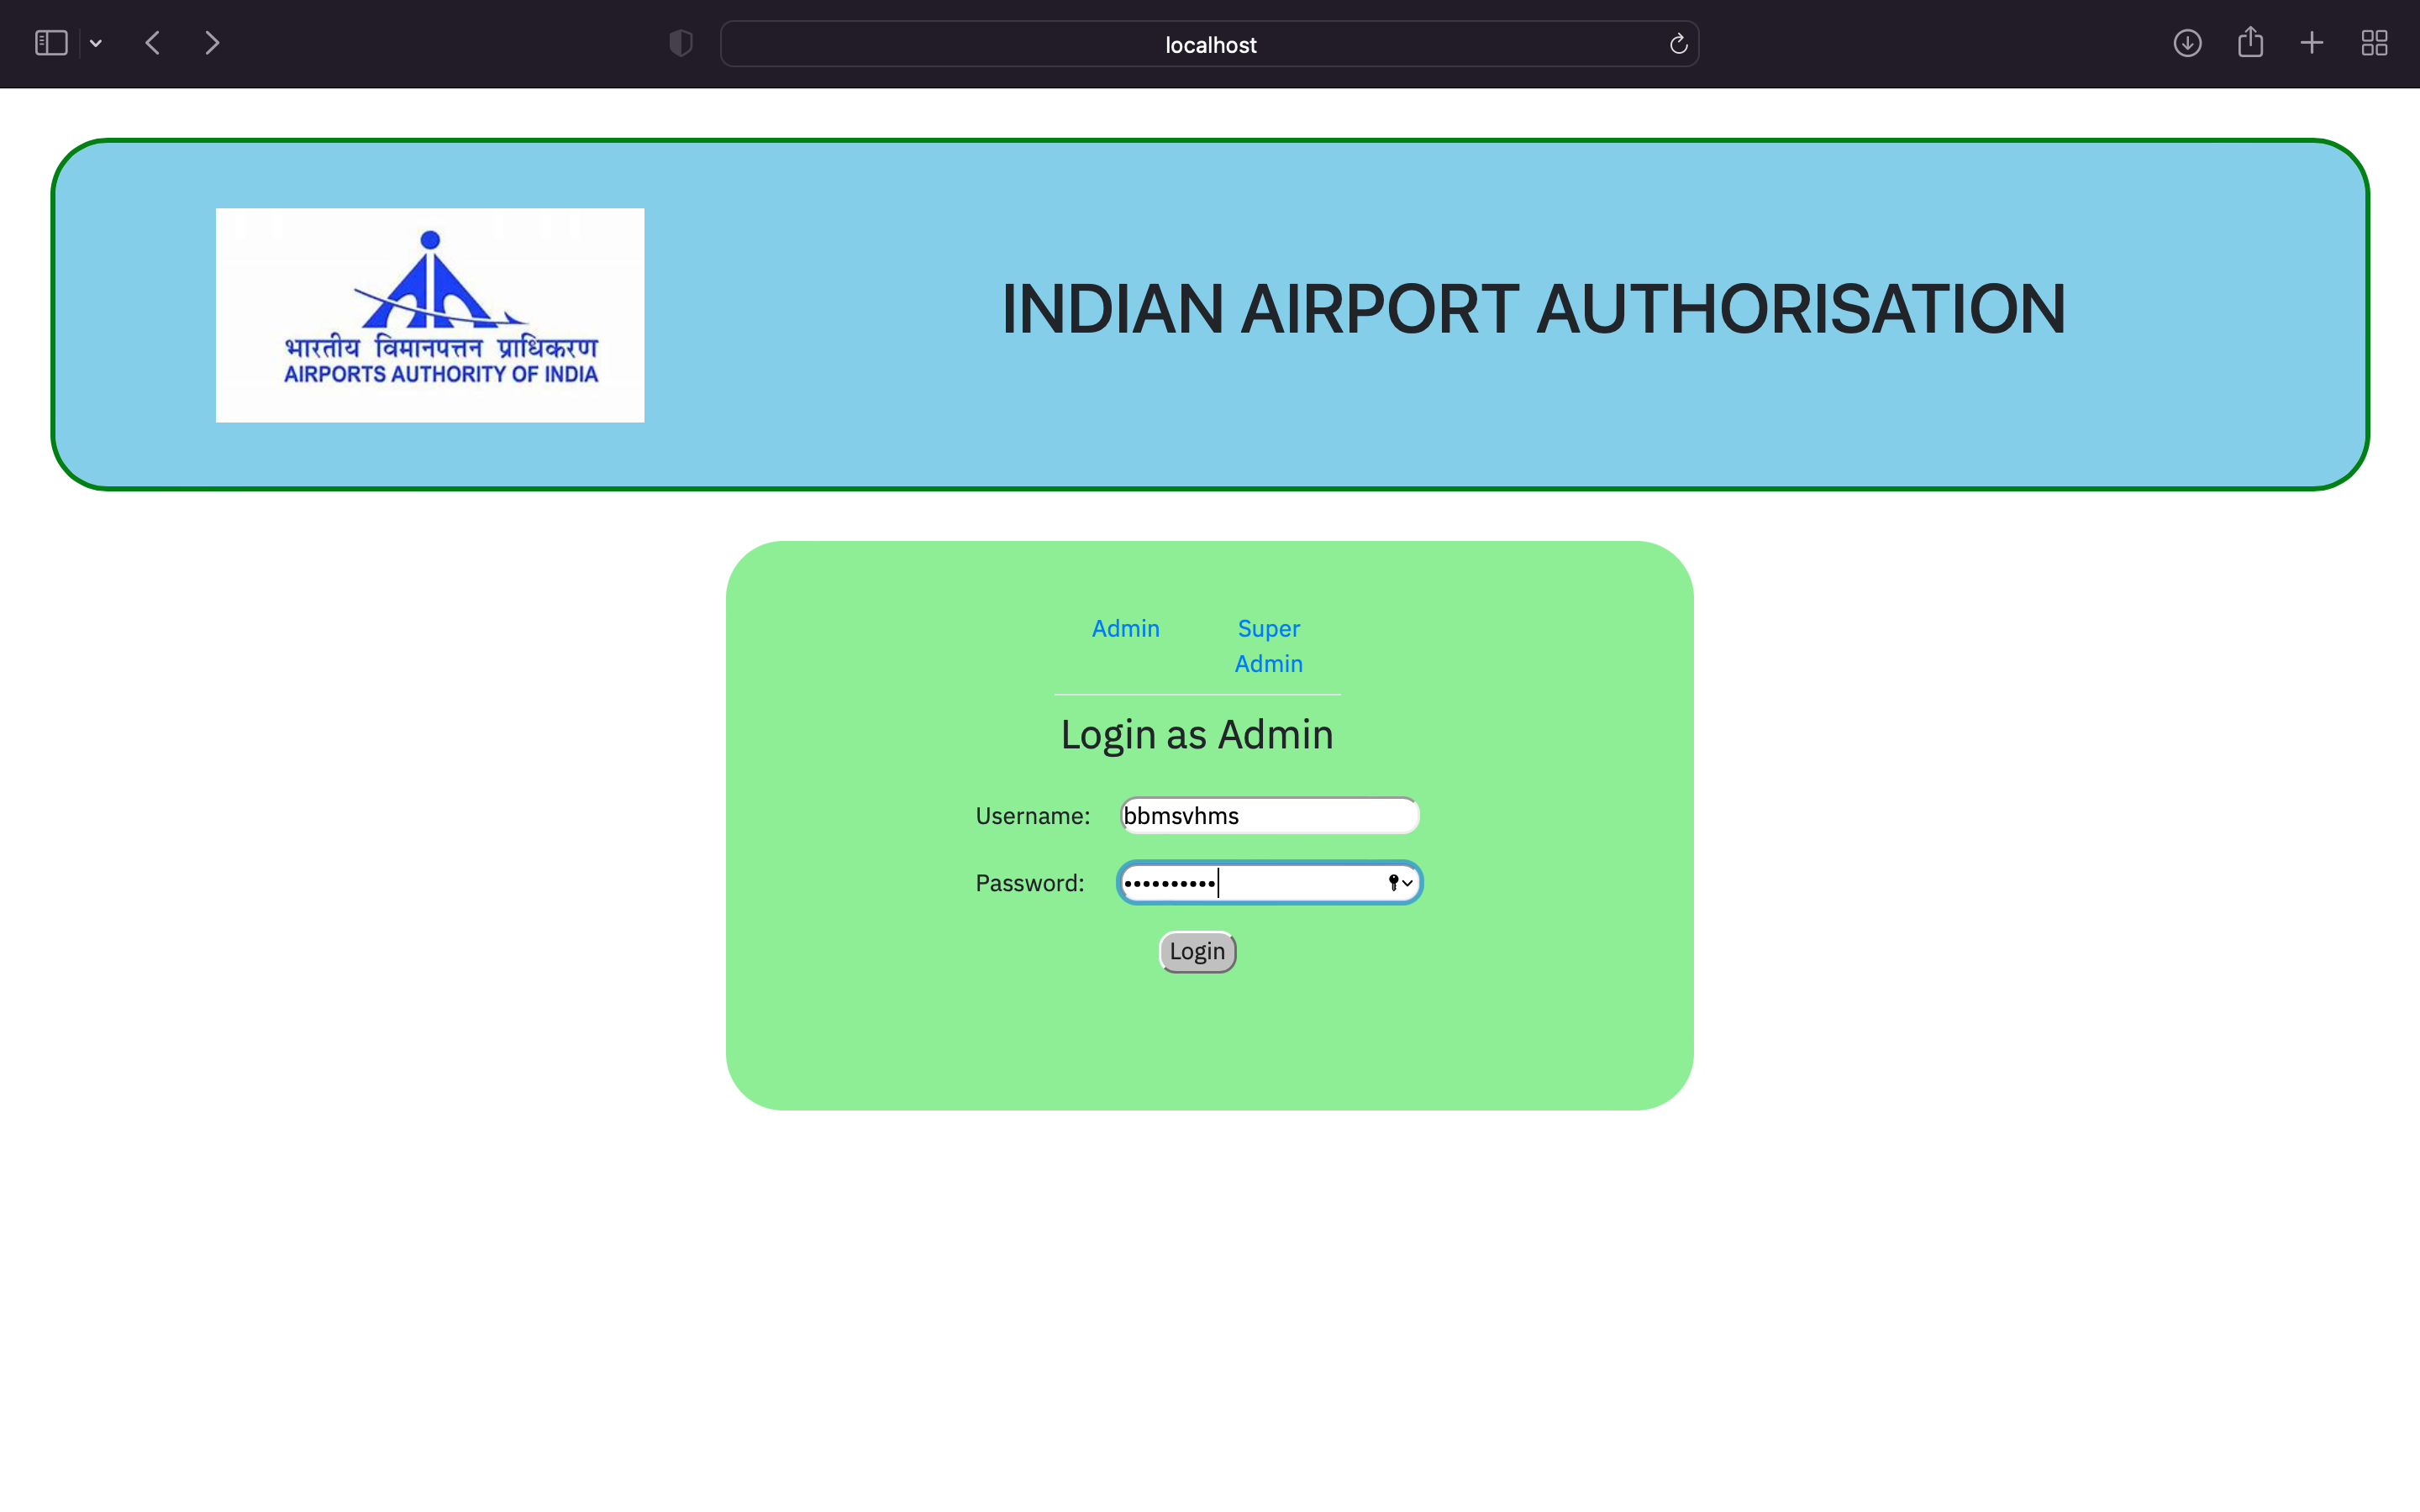 localhost
भारतीय विमानपत्तन प्राधिकरण
AIRPORTS AUTHORITY OF INDIA
INDIAN AIRPORT AUTHORISATION
Admin
Super
Admin
Login as Admin
Username: bbmsvhms
Password: ••••••••••
Login